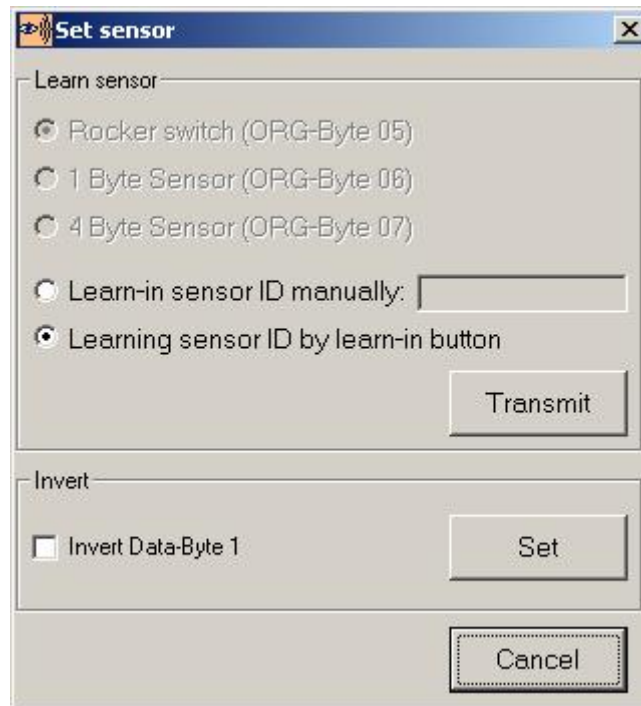 Set sensor
Learn sensor
Rocker switch (ORG-Byte 05)
1 Byte Sensor (ORG-Byte 06)
4 Byte Sensor (ORG-Byte 07)
Learn-in sensor ID manually:
Learning sensor ID by learn-in button
Transmit
Invert
Invert Data-Byte 1
Set
Cancel